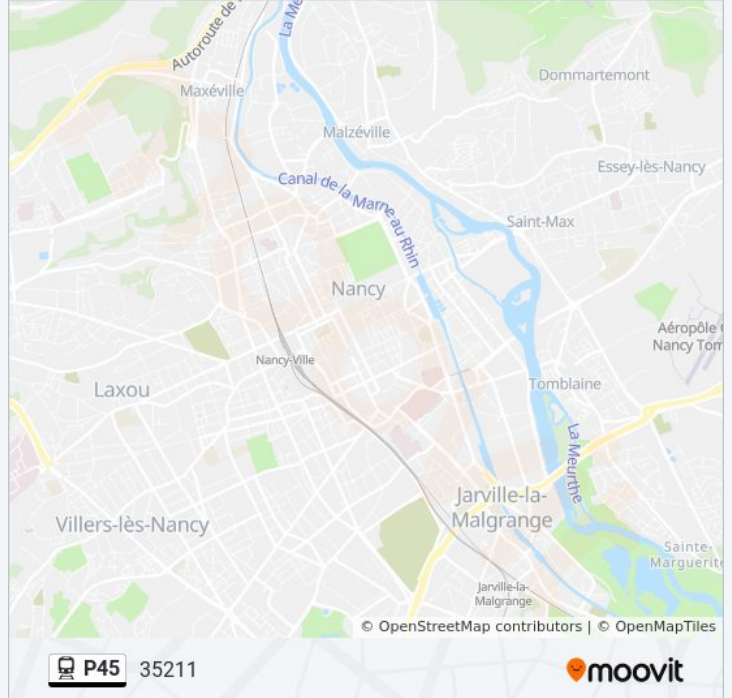 La Me
Autoroute de
Maxéville
Dommartemont
Malzéville
Essey-lès-Nancy
Canal de la Marne au Rhin
Saint-Max
Nancy
Aéropôle
Nancy Tom
Nancy-Ville
Laxou
Tomblaine
La Meurthe
Jarville-la-
Malgrange
Villers-lès-Nancy
Sainte-
Marguerite
Jarville-la-
Malgrange
© OpenStreetMap contributors | © OpenMapTiles
P45 35211 moovit